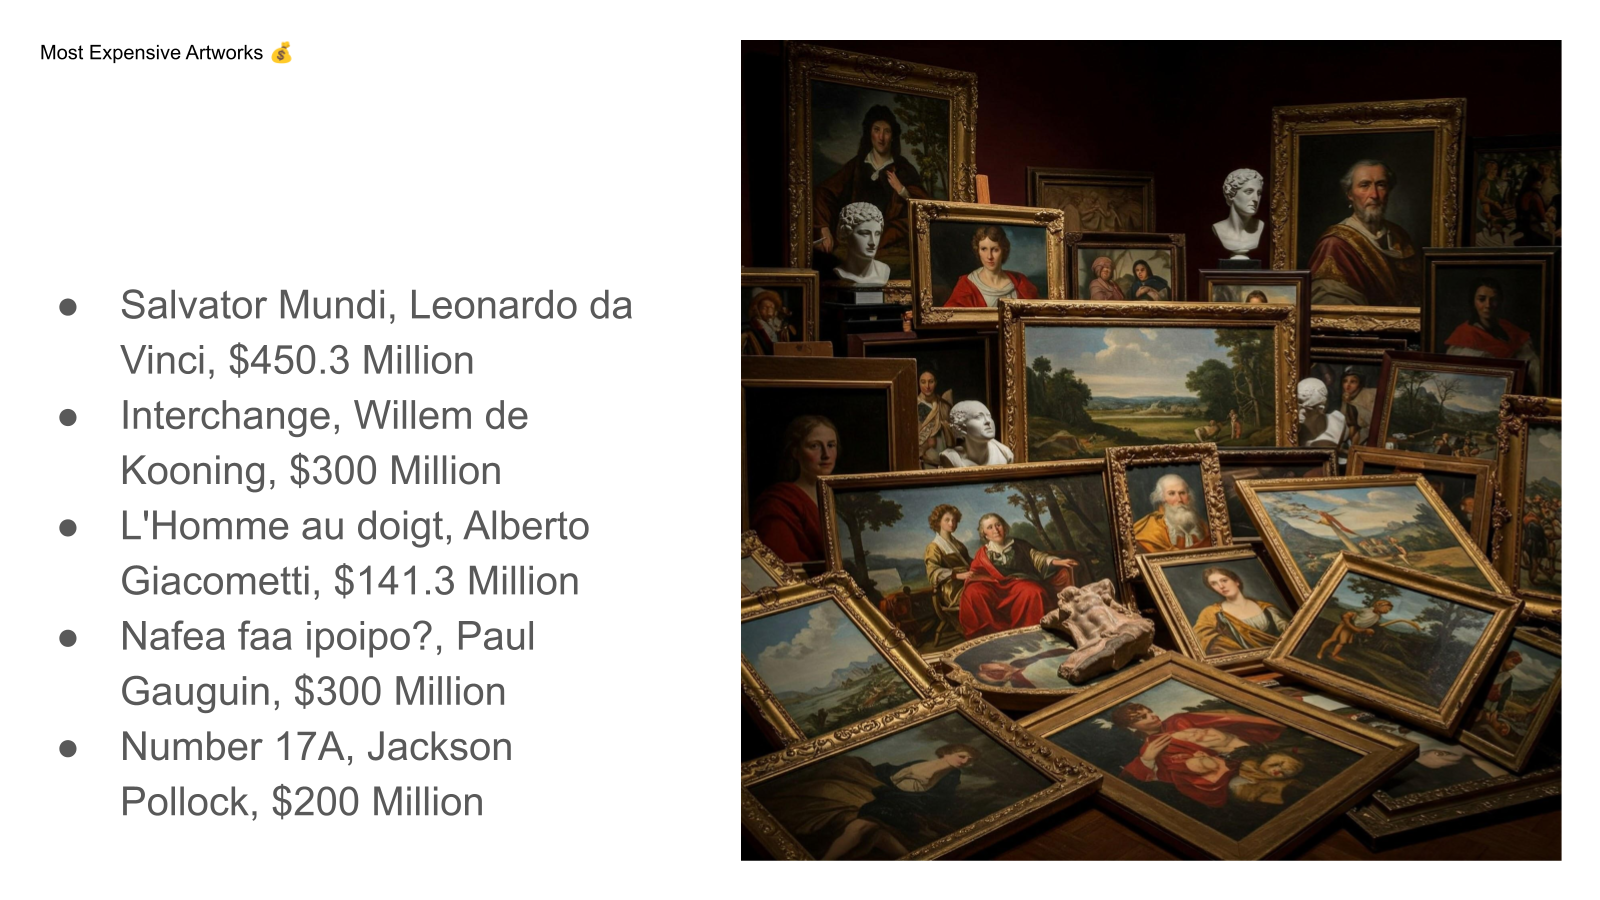 Most Expensive Artworks 💰
● Salvator Mundi, Leonardo da
Vinci, $450.3 Million
● Interchange, Willem de
Kooning, $300 Million
● L'Homme au doigt, Alberto
Giacometti, $141.3 Million
● Nafea faa ipoipo?, Paul
Gauguin, $300 Million
● Number 17A, Jackson
Pollock, $200 Million